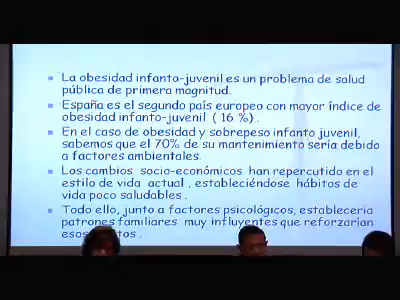 La obesidad infanto-juvenil es un problema de salud
pública de primera magnitud.
España es el segundo país europeo con mayor índice de
obesidad infanto-juvenil ( 16 %) .
En el caso de obesidad y sobrepeso infanto juvenil,
sabemos que el 70% de su mantenimiento sería debido
a factores ambientales.
Los cambios socio-económicos han repercutido en el
estilo de vida actual , estableciéndose hábitos de
vida poco saludables .
Todo ello, junto a factores psicológicos, establecería
patrones familiares muy influyentes que reforzarían